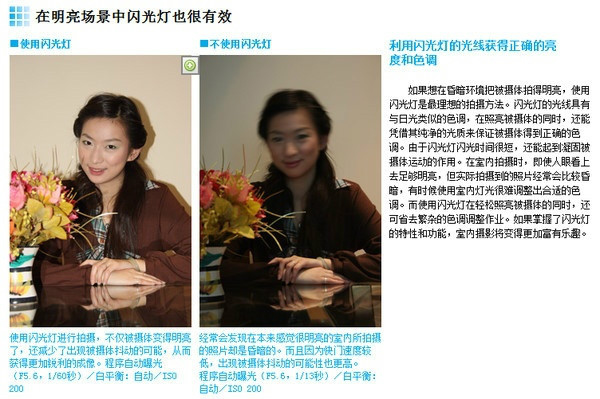 在明亮场景中闪光灯也很有效
■使用闪光灯
■不使用闪光灯
利用闪光灯的光线获得正确的亮
度和色调
如果想在昏暗环境把被摄体拍得明亮，使用
闪光灯是最理想的拍摄方法。闪光灯的光线具有
与日光类似的色调，在照亮被摄体的同时，还能
凭借其纯净的光质来保证被摄体得到正确的色
调。由于闪光灯闪光时间很短，还能起到凝固被
摄体运动的作用。在室内拍摄时，即使人眼看上
去足够明亮，但实际拍摄到的照片经常会比较昏
暗，有时候使用室内灯光很难调整出合适的色
调。而使用闪光灯在轻松照亮被摄体的同时，还
可省去繁杂的色调调整作业。如果掌握了闪光灯
的特性和功能，室内摄影将变得更加富有乐趣。
使用闪光灯进行拍摄，不仅被摄体变得明亮
了，还减少了出现被摄体抖动的可能，从而
获得更加锐利的成像。程序自动曝光
（F5.6，1/60秒）／白平衡：自动／ISO
200
经常会发现在本来感觉很明亮的室内所拍摄
的照片却是昏暗的。而且因为快门速度较
低，出现被摄体抖动的可能性也更高。
程序自动曝光（F5.6，1/13秒）／白平衡：
自动／ISO 200